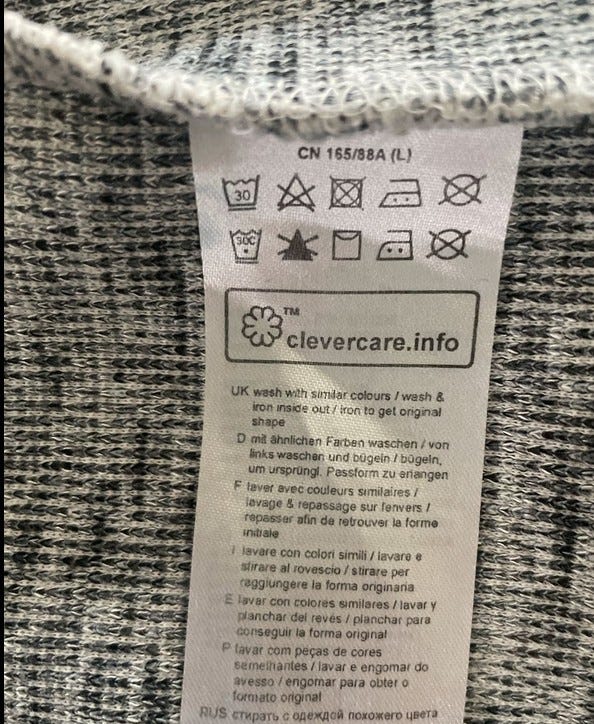 CN 165/88A (L)
30
30C
TM
clevercare.info
UK wash with similar colours / wash &
iron inside out / iron to get original
shape
D mit ähnlichen Farben waschen / von
links waschen und bügeln / bügeln,
um ursprüngl. Passform zu erlangen
F laver avec couleurs similaires /
lavage & repassage sur l'envers /
repasser afin de retrouver la forme
initiale
I lavare con colori simili / lavare e
stirare al rovescio / stirare per
raggiungere la forma originaria
E lavar con colores similares / lavar y
planchar del revés / planchar para
conseguir la forma original
P lavar com peças de cores
semelhantes / lavar e engomar do
avesso / engomar para obter o
formato original
RUS стирать с одеждой похожего цвета